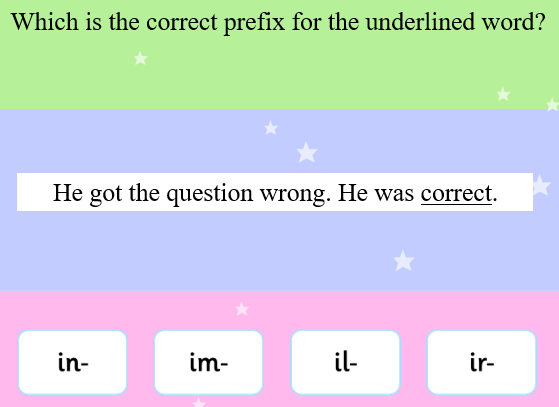 Which is the correct prefix for the underlined word?
He got the question wrong. He was correct.
in-
im-
il-
ir-